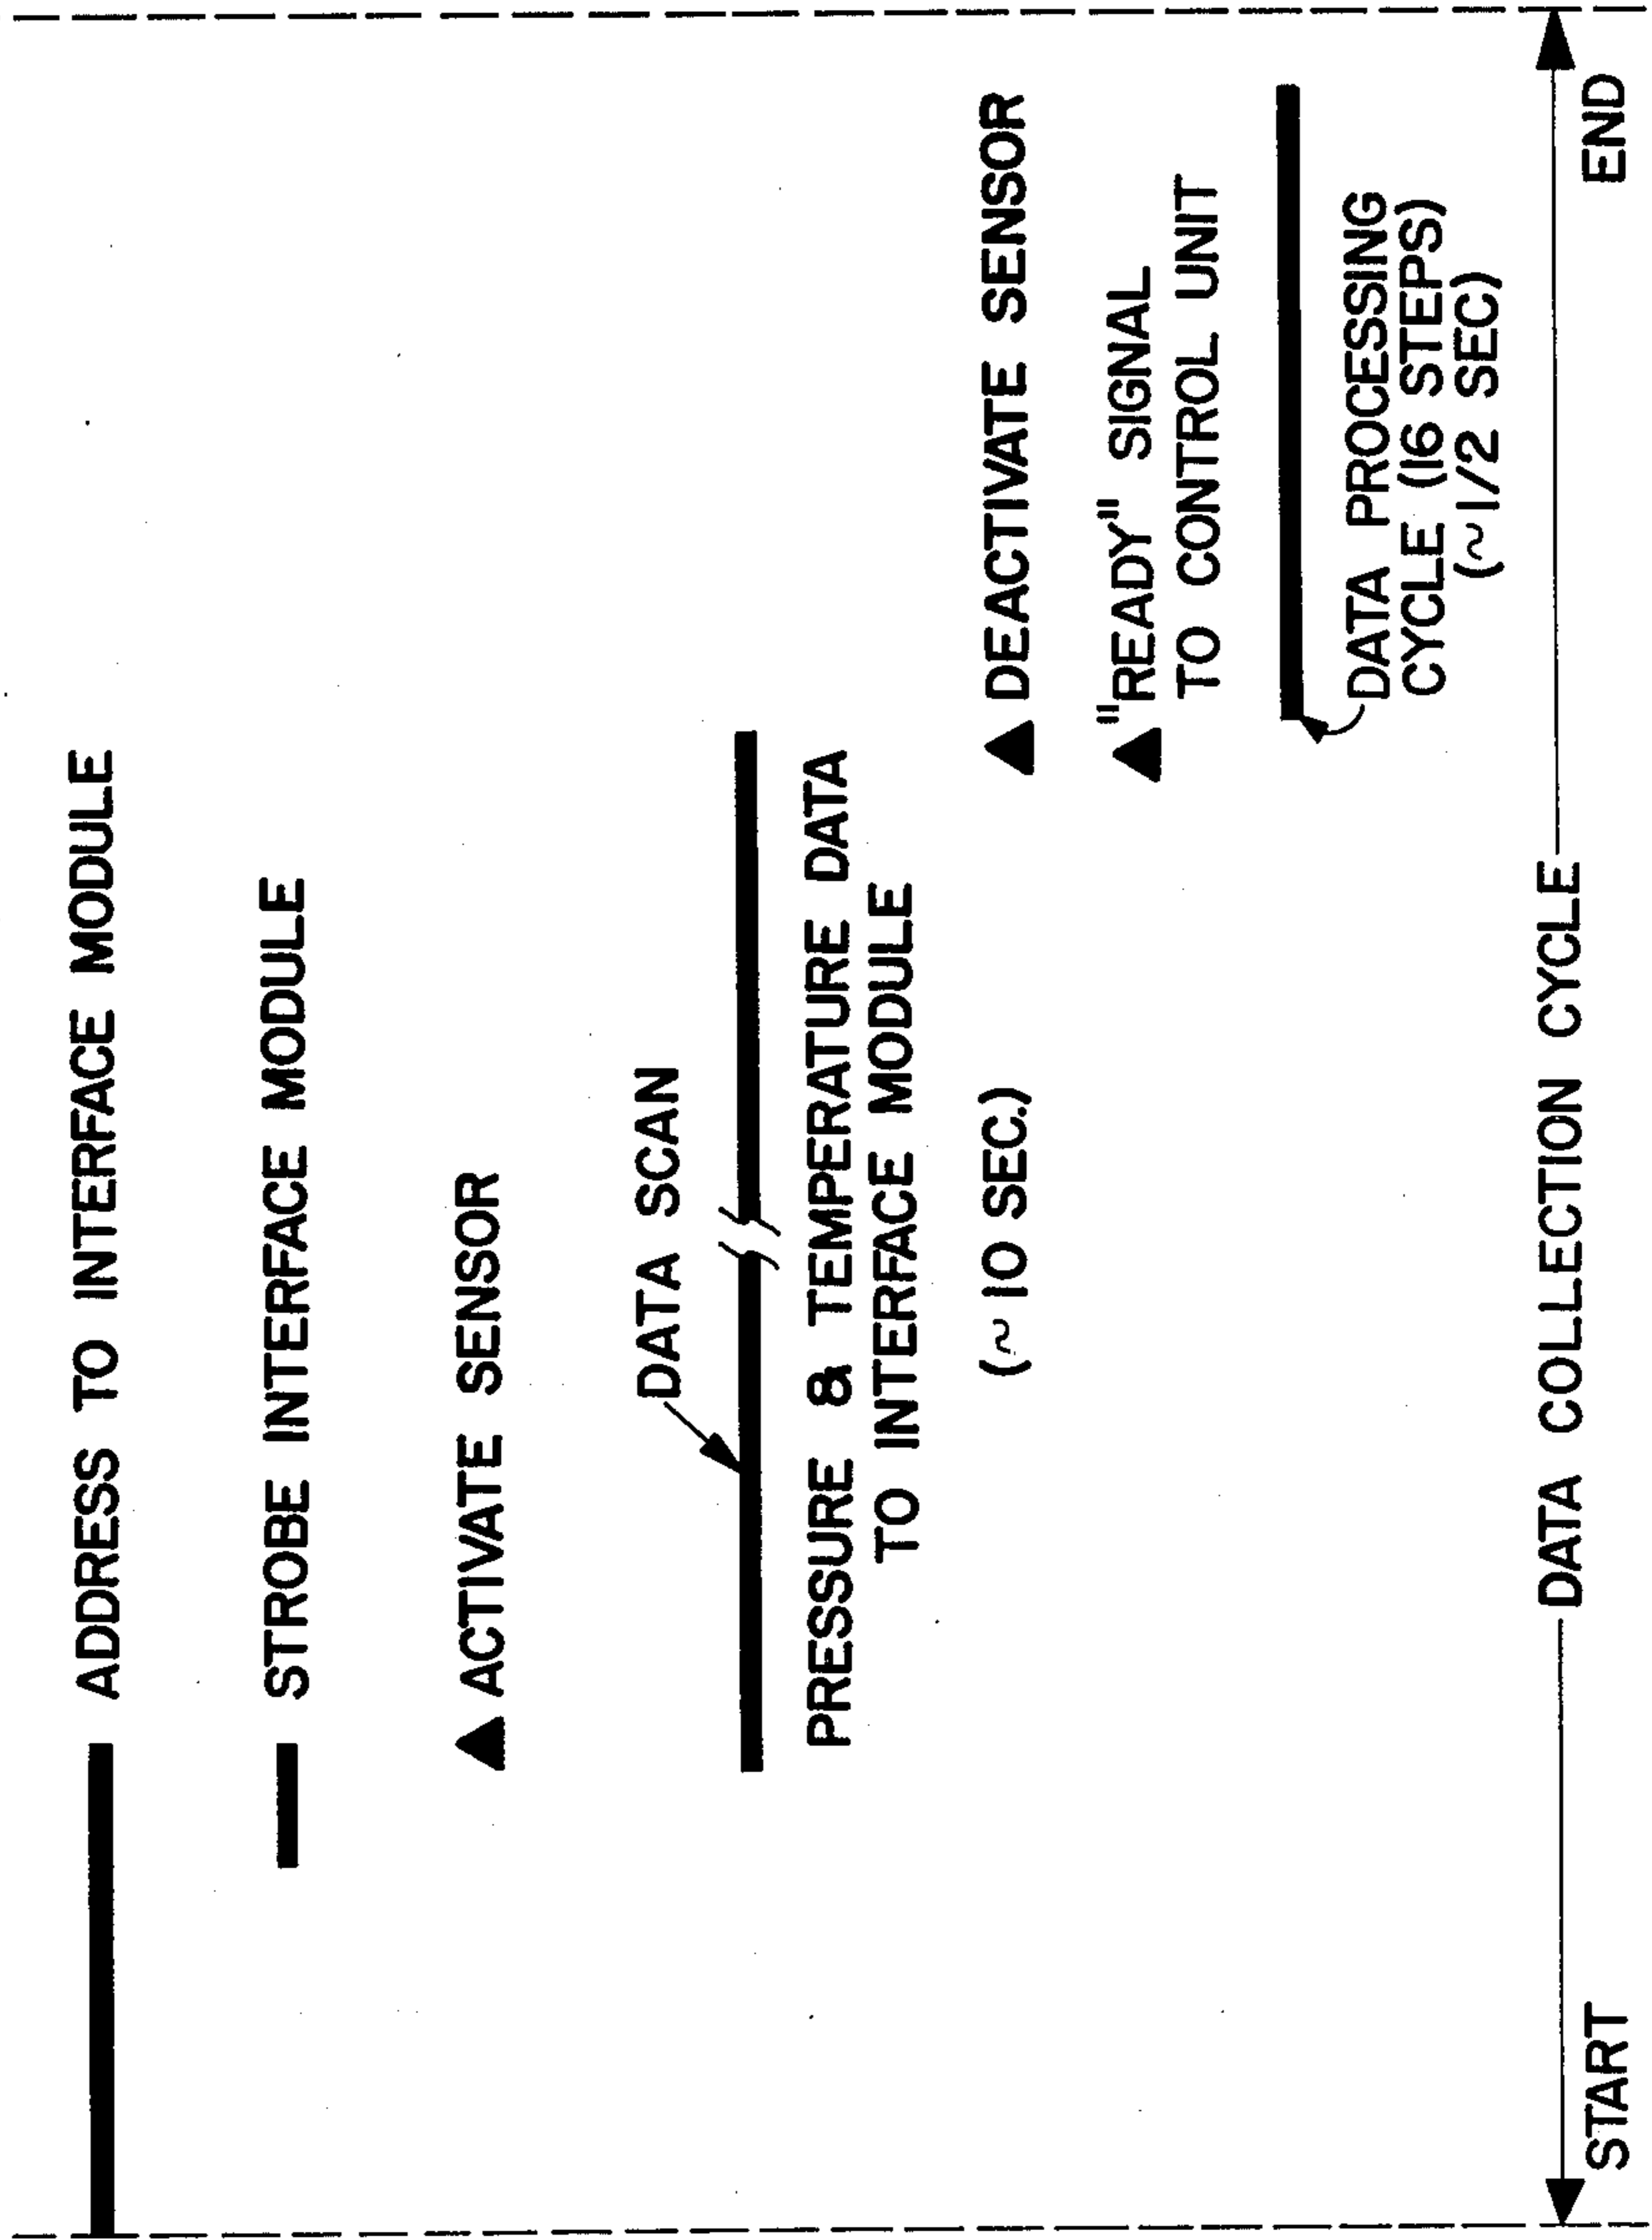 ADDRESS TO INTERFACE MODULE
STROBE INTERFACE MODULE
ACTIVATE SENSOR
DATA SCAN
PRESSURE & TEMPERATURE DATA
TO INTERFACE MODULE
(~ 10 SEC.)
DEACTIVATE SENSOR
"READY" SIGNAL
TO CONTROL UNIT
DATA PROCESSING
CYCLE (16 STEPS)
(~1/2 SEC)
DATA COLLECTION CYCLE
START
END